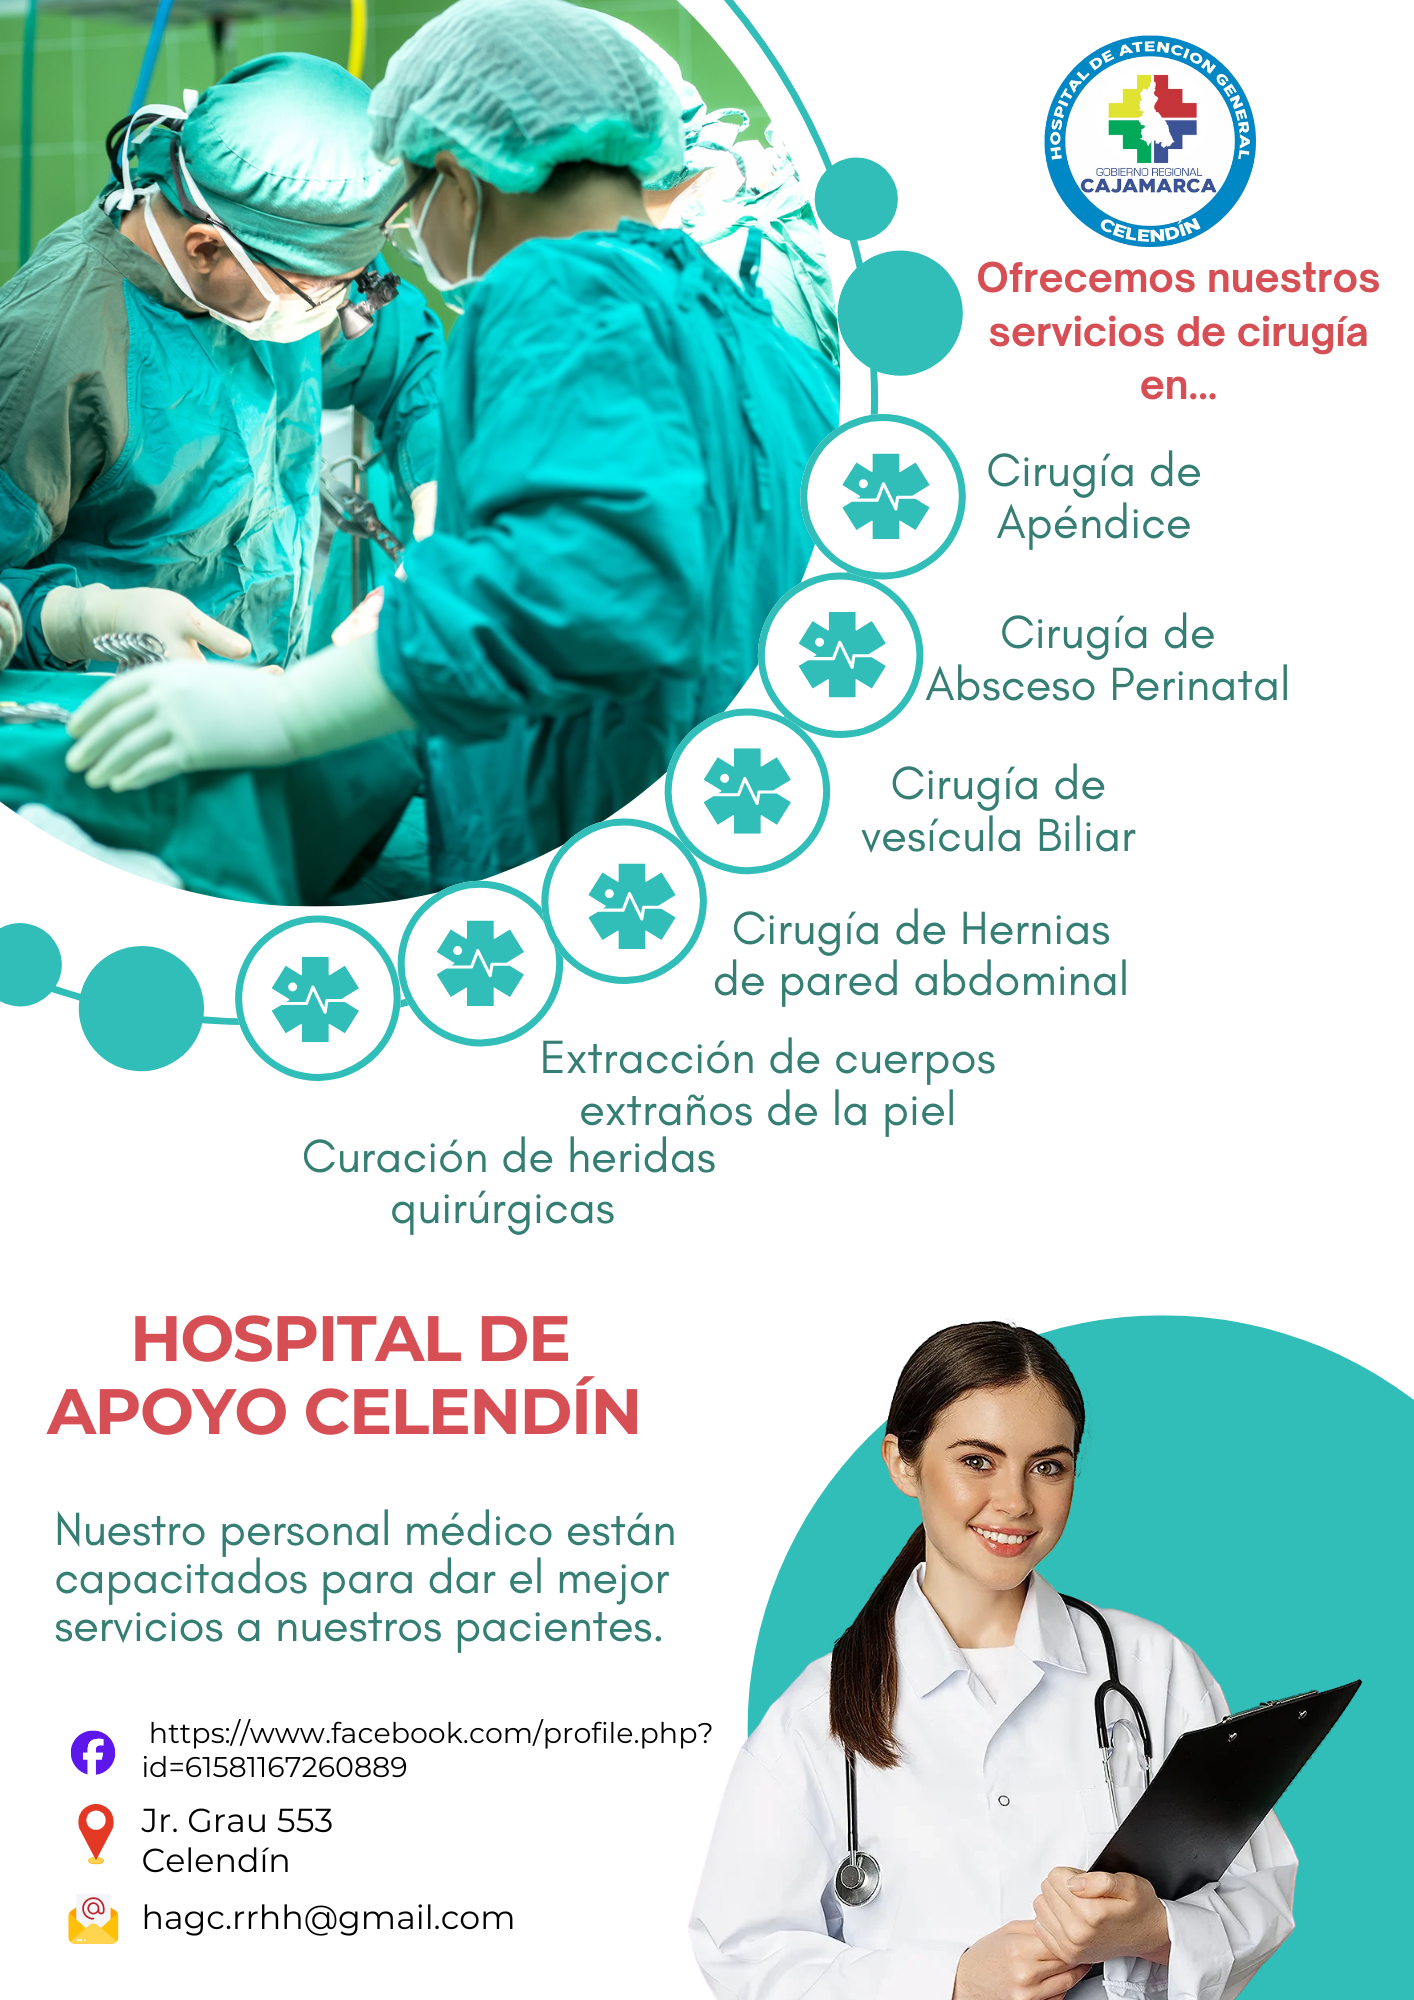 HOSPITAL DE ATENCION GENERAL
GOBIERNO REGIONAL
CAJAMARCA
CELENDÍN
Ofrecemos nuestros
servicios de cirugía
en...
Cirugía de
Apéndice
Cirugía de
Absceso Perinatal
Cirugía de
vesícula Biliar
Cirugía de Hernias
de pared abdominal
Extracción de cuerpos
extraños de la piel
Curación de heridas
quirúrgicas
HOSPITAL DE
APOYO CELENDÍN
Nuestro personal médico están
capacitados para dar el mejor
servicios a nuestros pacientes.
https://www.facebook.com/profile.php?
id=61581167260889
Jr. Grau 553
Celendín
hagc.rrhh@gmail.com